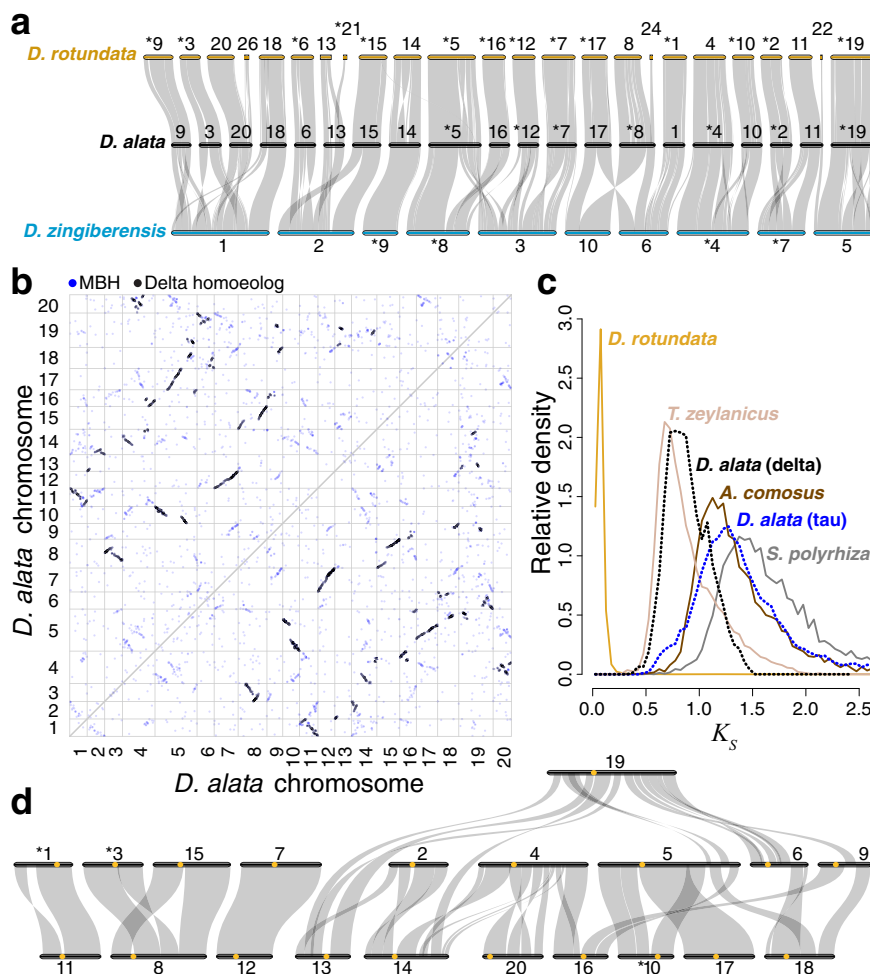 a
*9 *3 20 26 18 *6 13 *21 *15 14 *5 *16 *12 *7 *17 8 24 *1 4 *10 *2 11 22 *19
D. rotundata
9 3 20 18 6 13 15 14 *5 16 *12 *7 17 *8 1 *4 10 *2 11 *19
D. alata
D. zingiberensis
1 2 *9 *8 3 10 6 *4 *7 5
b
MBH Delta homoeolog
20
19
18
17
16
15
14
13
12
11
10
9
8
7
6
5
4
3
2
1
D. alata chromosome
1 2 3 4 5 6 7 8 9 10 11 12 13 14 15 16 17 18 19 20
D. alata chromosome
c
3.0
2.5
2.0
1.5
1.0
0.5
0.0
Relative density
D. rotundata
T. zeylanicus
D. alata (delta)
A. comosus
D. alata (tau)
S. polyrhiza
0.0 0.5 1.0 1.5 2.0 2.5
KS
d
19
*1 *3 15 7 2 4 5 6 9
11 8 12 13 14 20 16 *10 17 18